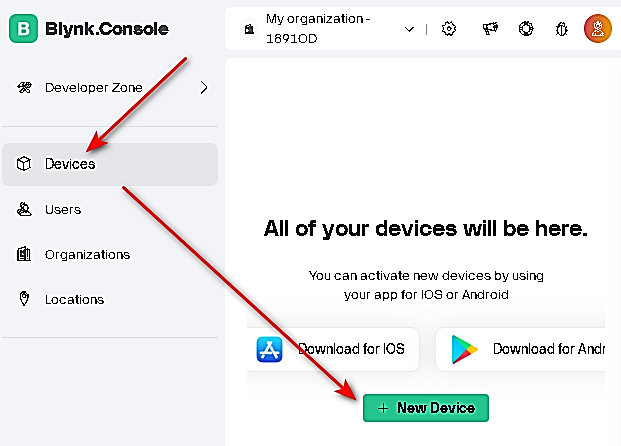 B Blynk.Console
My organization -
1891OD
Developer Zone
Devices
Users
Organizations
Locations
All of your devices will be here.
You can activate new devices by using
your app for IOS or Android
Download for IOS
Download for Andr
+ New Device